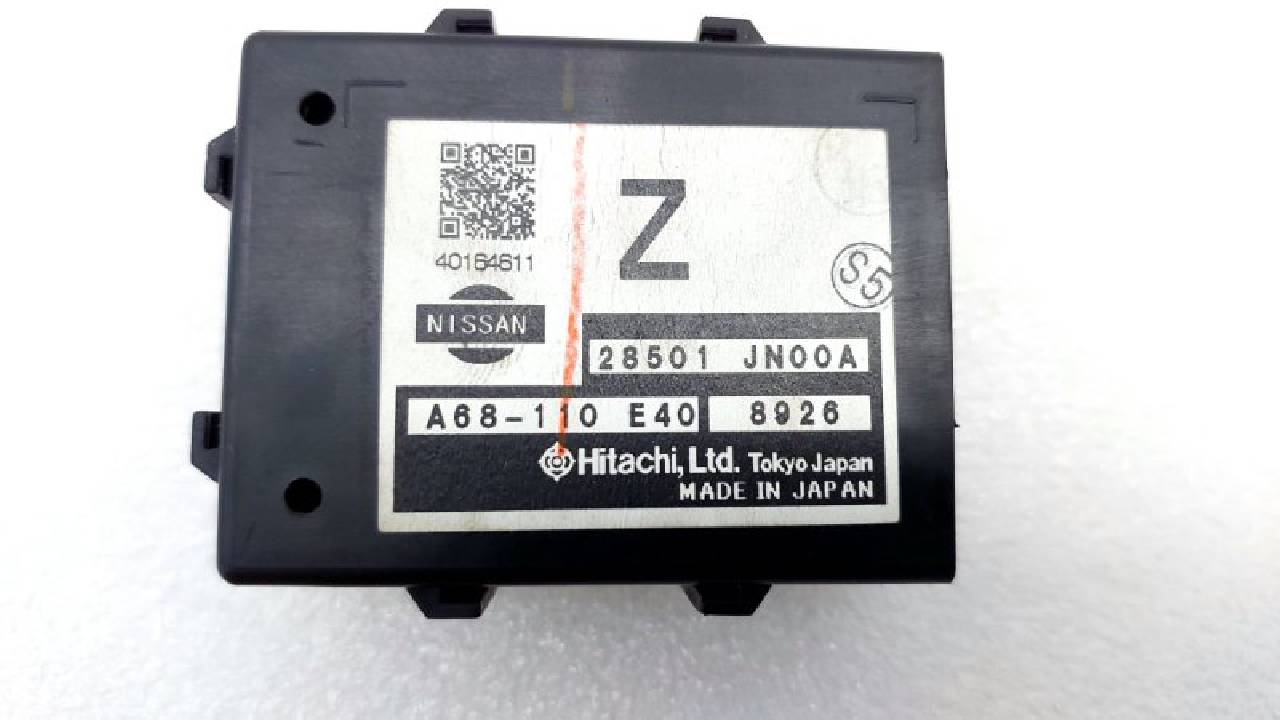 Z
40164611
S5
NISSAN
28501 JN00A
A68-110 E40 8926
Hitachi, Ltd. Tokyo Japan
MADE IN JAPAN